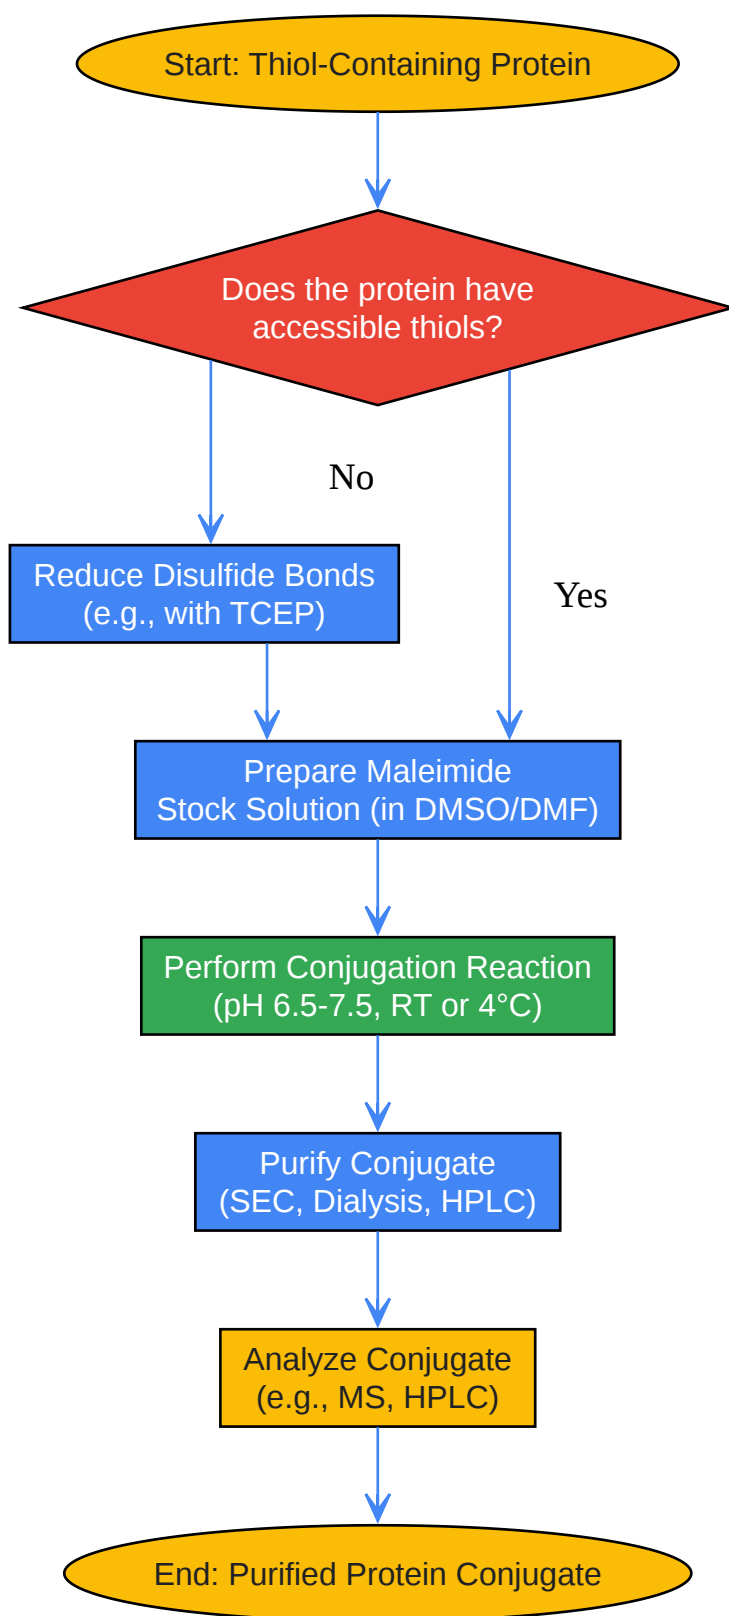 Start: Thiol-Containing Protein
Does the protein have
accessible thiols?
No
Reduce Disulfide Bonds
(e.g., with TCEP)
Yes
Prepare Maleimide
Stock Solution (in DMSO/DMF)
Perform Conjugation Reaction
(pH 6.5-7.5, RT or 4°C)
Purify Conjugate
(SEC, Dialysis, HPLC)
Analyze Conjugate
(e.g., MS, HPLC)
End: Purified Protein Conjugate